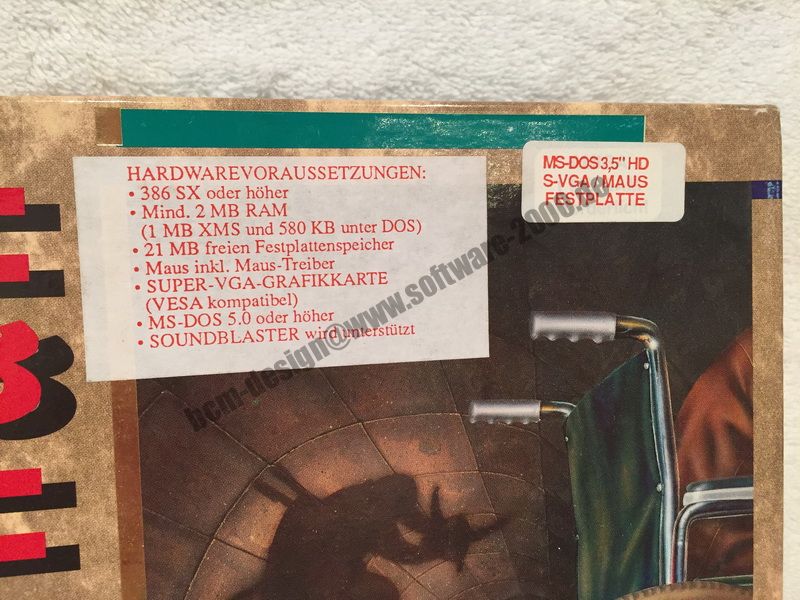 HARDWAREVORAUSSETZUNGEN:
• 386 SX oder höher
• Mind. 2 MB RAM
(1 MB XMS und 580 KB unter DOS)
• 21 MB freien Festplattenspeicher
• Maus inkl. Maus-Treiber
• SUPER-VGA-GRAFIKKARTE
(VESA kompatibel)
• MS-DOS 5.0 oder höher
• SOUNDBLASTER wird unterstützt
MS-DOS 3,5" HD
S-VGA, MAUS
FESTPLATTE
bcm-design@www.software-2000.de